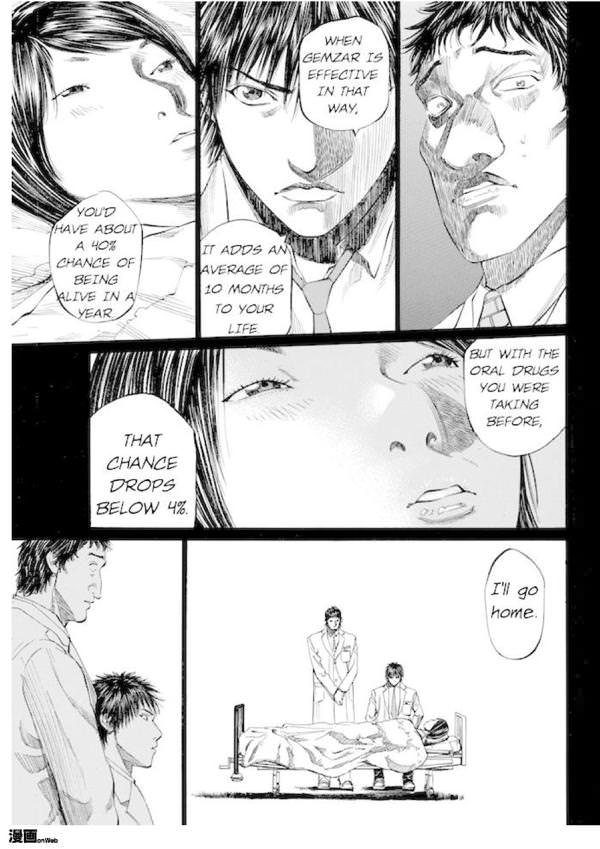 WHEN
GEMZAR IS
EFFECTIVE
IN THAT
WAY,
IT ADDS AN
AVERAGE OF
10 MONTHS
TO YOUR
LIFE.
YOU'D
HAVE ABOUT
A 40%
CHANCE OF
BEING
ALIVE IN A
YEAR.
BUT WITH THE
ORAL DRUGS
YOU WERE
TAKING
BEFORE,
THAT
CHANCE
DROPS
BELOW 4%.
I'll go
home.
漫画onWeb